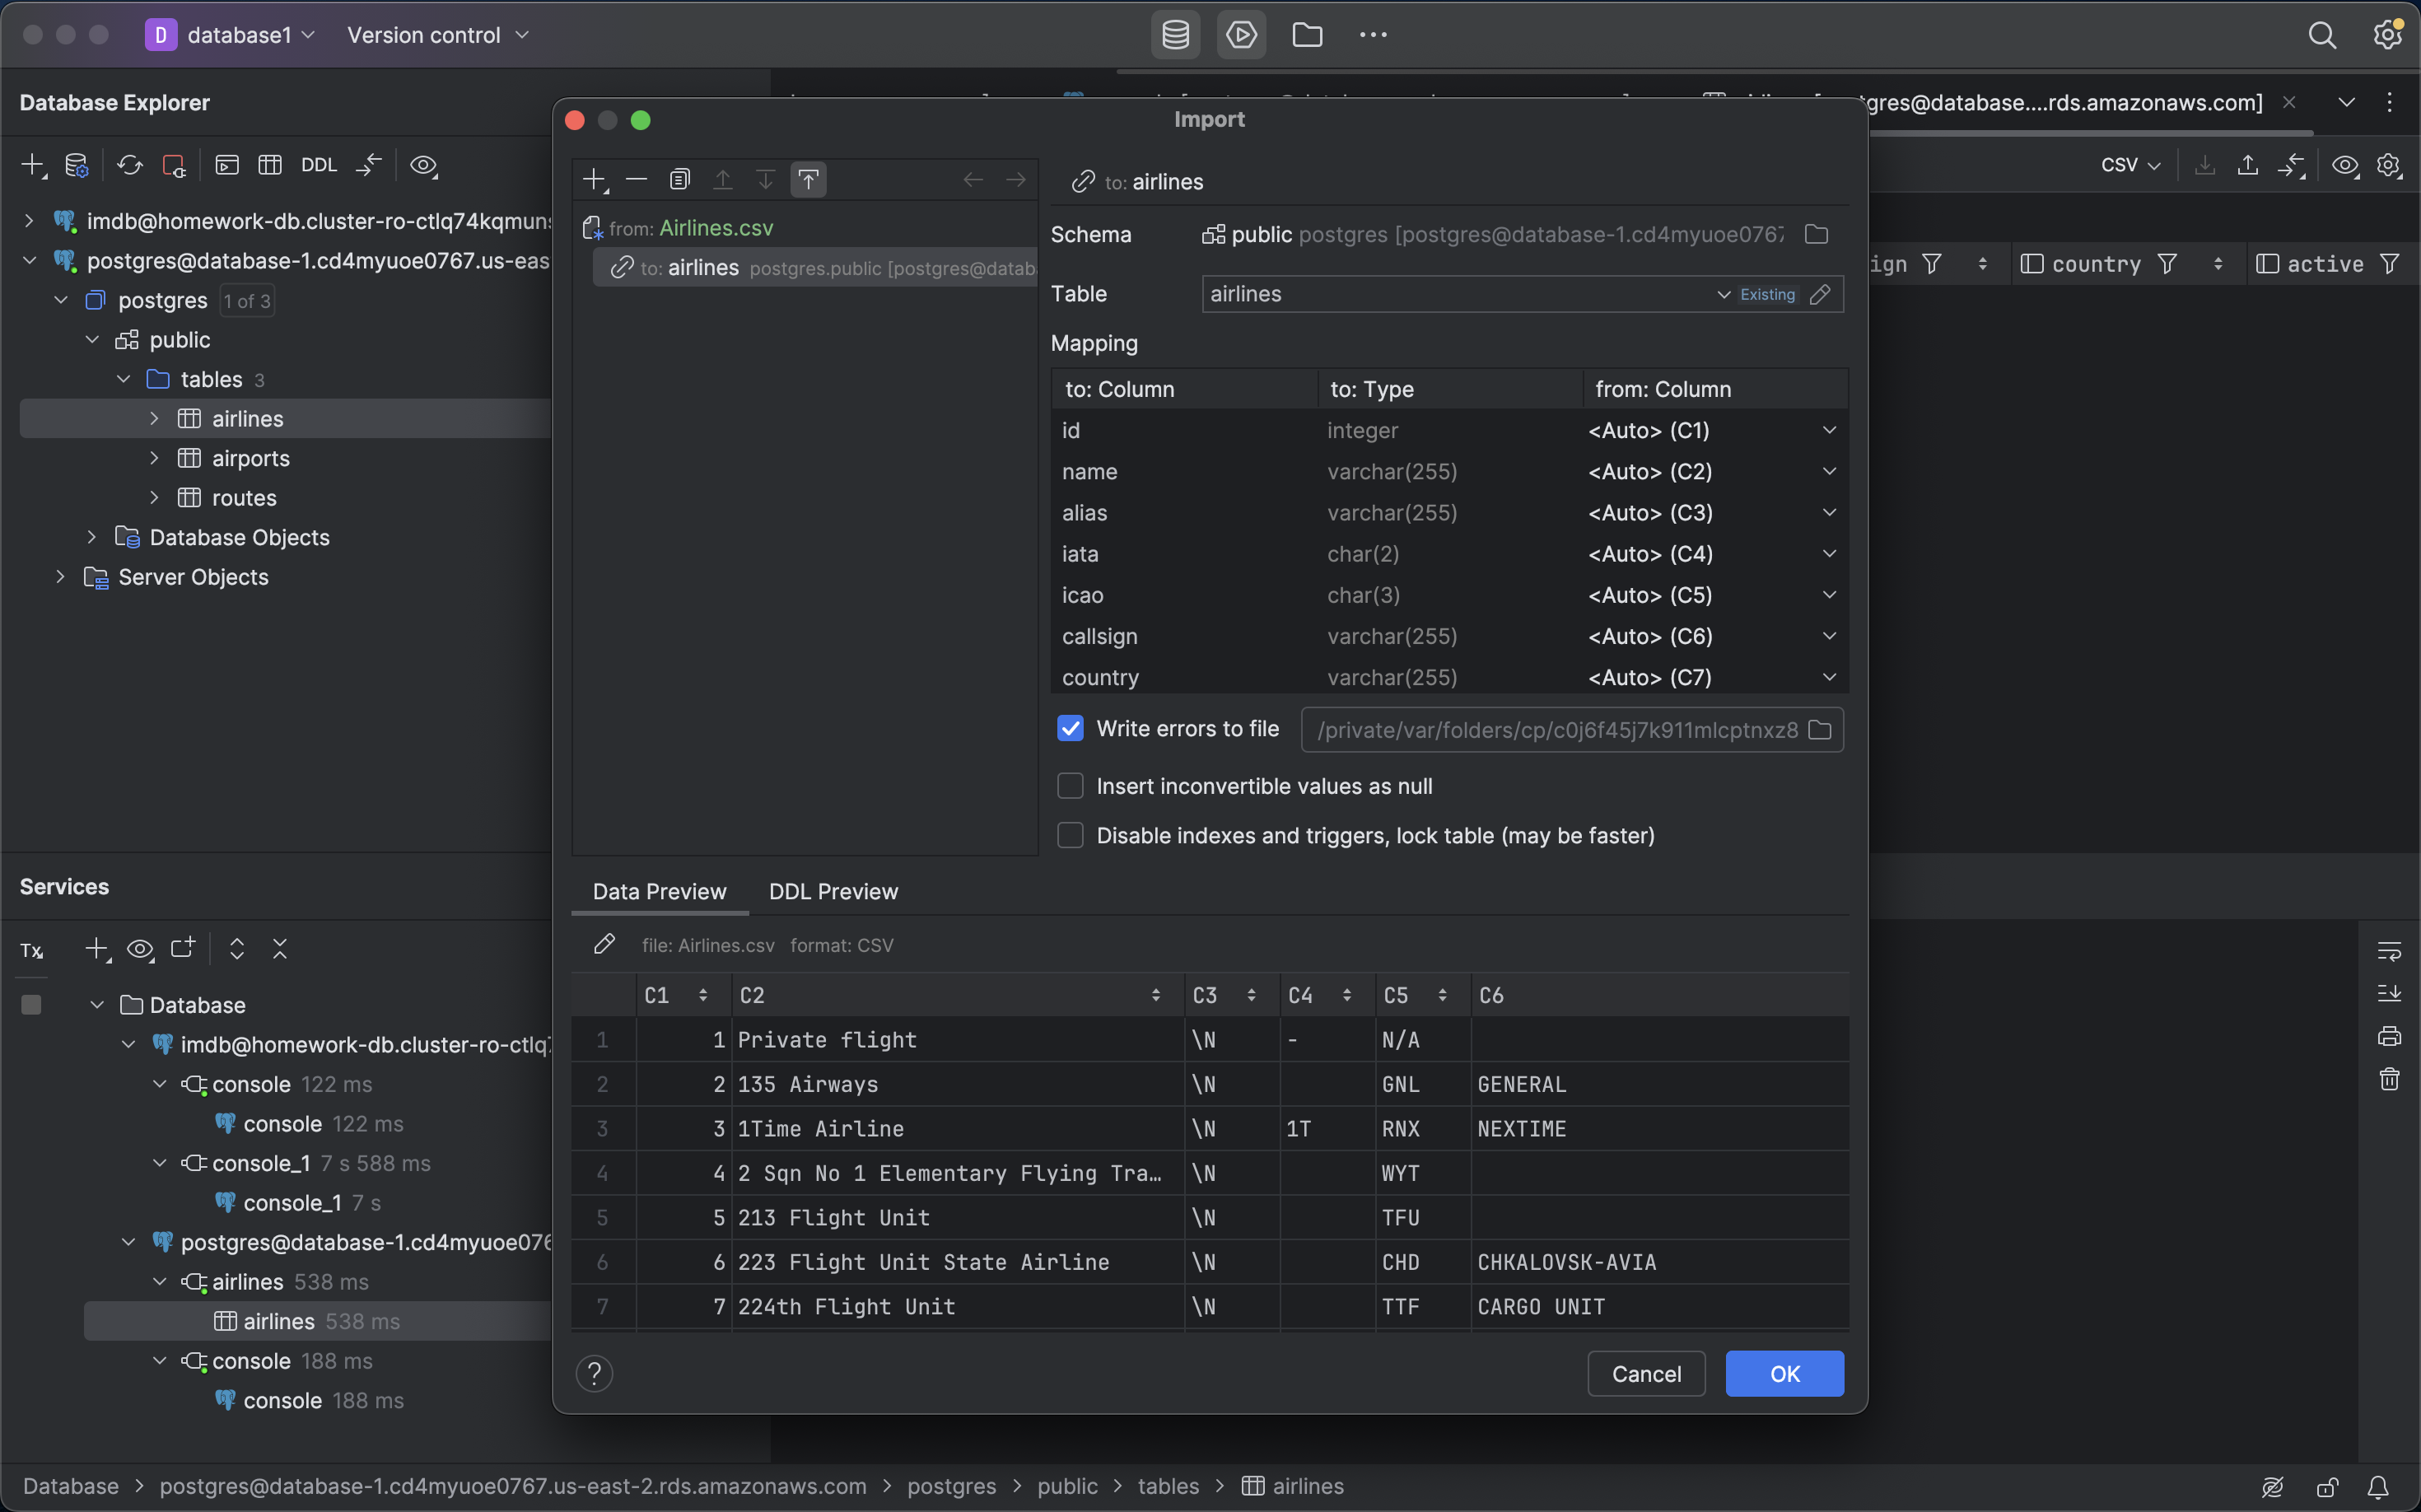 D database1 Version control
Database Explorer
gres@database....rds.amazonaws.com]
DDL
CSV
imdb@homework-db.cluster-ro-ctlq74kqmuns
postgres@database-1.cd4myuoe0767.us-eas
postgres 1 of 3
public
tables 3
airlines
airports
routes
Database Objects
Server Objects
ign country active
Import
from: Airlines.csv
to: airlines postgres.public [postgres@datab
to: airlines
Schema public postgres [postgres@database-1.cd4myuoe0767
Table airlines Existing
Mapping
to: Column to: Type from: Column
id integer <Auto> (C1)
name varchar(255) <Auto> (C2)
alias varchar(255) <Auto> (C3)
iata char(2) <Auto> (C4)
icao char(3) <Auto> (C5)
callsign varchar(255) <Auto> (C6)
country varchar(255) <Auto> (C7)
Write errors to file /private/var/folders/cp/c0j6f45j7k911mlcptnxz8
Insert inconvertible values as null
Disable indexes and triggers, lock table (may be faster)
Data Preview DDL Preview
file: Airlines.csv format: CSV
C1 C2 C3 C4 C5 C6
1 1 Private flight \N - N/A
2 2 135 Airways \N GNL GENERAL
3 3 1Time Airline \N 1T RNX NEXTIME
4 4 2 Sqn No 1 Elementary Flying Tra… \N WYT
5 5 213 Flight Unit \N TFU
6 6 223 Flight Unit State Airline \N CHD CHKALOVSK-AVIA
7 7 224th Flight Unit \N TTF CARGO UNIT
? Cancel OK
Services
Tx
Database
imdb@homework-db.cluster-ro-ctlq7
console 122 ms
console 122 ms
console_1 7 s 588 ms
console_1 7 s
postgres@database-1.cd4myuoe076
airlines 538 ms
airlines 538 ms
console 188 ms
console 188 ms
Database > postgres@database-1.cd4myuoe0767.us-east-2.rds.amazonaws.com > postgres > public > tables > airlines